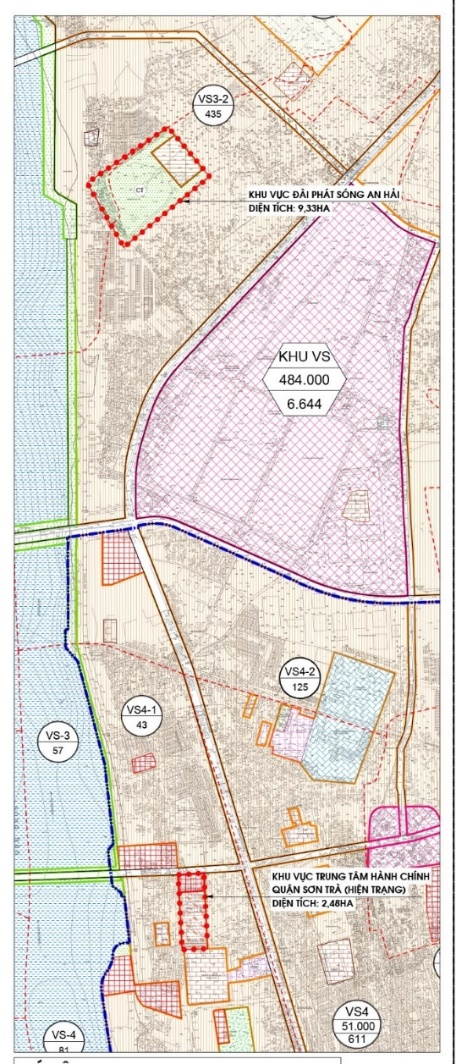 VS3-2
435
CT
KHU VỰC ĐÀI PHÁT SÓNG AN HẢI
DIỆN TÍCH: 9,33HA
KHU VS
484.000
6.644
VS4-2
125
VS4-1
43
VS-3
57
KHU VỰC TRUNG TÂM HÀNH CHÍNH
QUẬN SƠN TRÀ (HIỆN TRẠNG)
DIỆN TÍCH: 2,48HA
VS4
51.000
611
VS-4
81